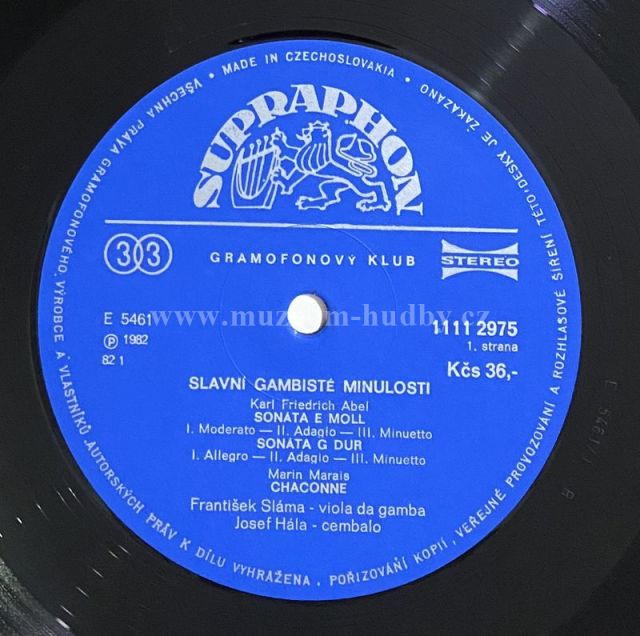 VŠECHNA PRÁVA GRAMOFONOVÉHO VÝROBCE A VLASTNÍKŮ AUTORSKÝCH PRÁV K DÍLU VYHRAŽENA. POŘIZOVÁNÍ KOPIÍ, VEŘEJNÉ PROVOZOVÁNÍ A ROZHLASOVÉ ŠÍŘENÍ TÉTO DESKY JE ZAKÁZÁNO • MADE IN CZECHOSLOVAKIA •
SUPRAPHON
33
GRAMOFONOVÝ KLUB
STEREO
E 5461
www.muzeum-hudby.cz
1111 2975
Ⓟ 1982
1. strana
82 1
Kčs 36,-
SLAVNÍ GAMBISTÉ MINULOSTI
Karl Friedrich Abel
SONÁTA E MOLL
I. Moderato — II. Adagio — III. Minuetto
SONÁTA G DUR
I. Allegro — II. Adagio — III. Minuetto
Marin Marais
CHACONNE
František Sláma - viola da gamba
Josef Hála - cembalo